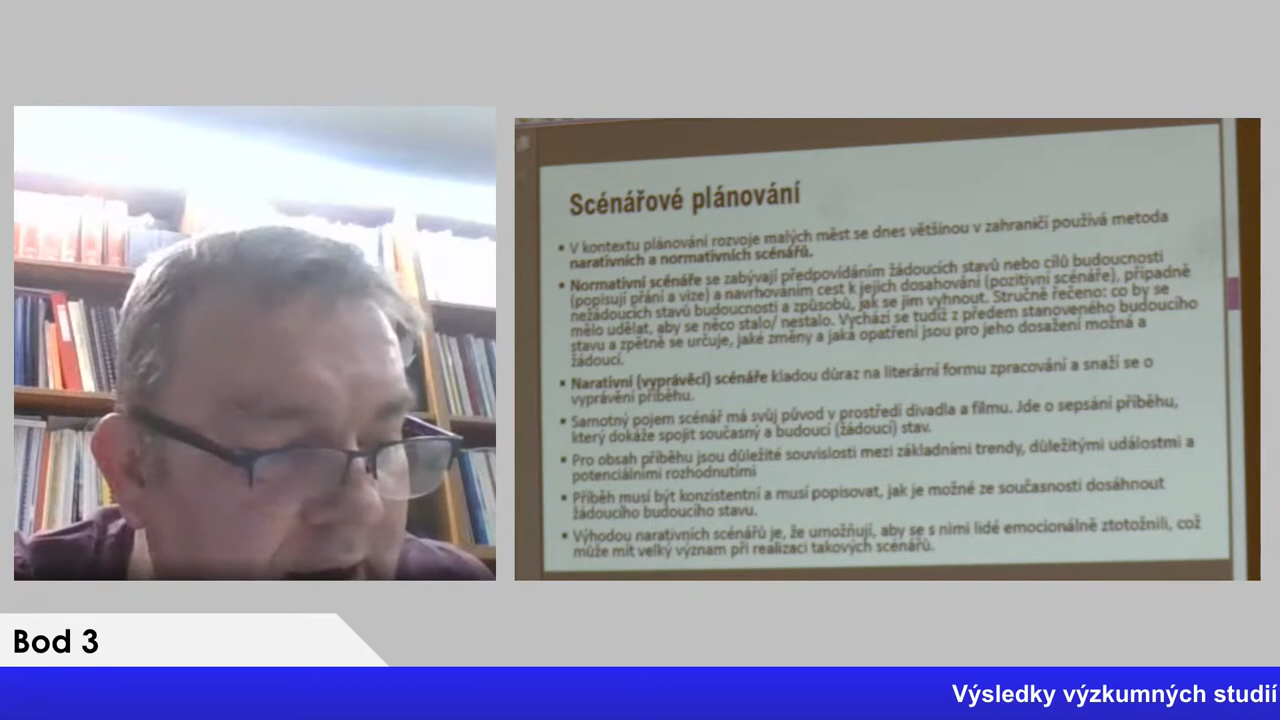 Scénářové plánování
▪ V kontextu plánování rozvoje malých měst se dnes většinou v zahraničí používá metoda
narativních a normativních scénářů.
▪ Normativní scénáře se zabývají předpovídáním žádoucích stavů nebo cílů budoucnosti
(popisují přání a vize) a navrhováním cest k jejich dosahování (pozitivní scénáře), případně
nežádoucích stavů budoucnosti a způsobů, jak se jim vyhnout. Stručně řečeno: co by se
mělo udělat, aby se něco stalo/ nestalo. Vychází se tudíž z předem stanoveného budoucího
stavu a zpětně se určuje, jaké změny a jaká opatření jsou pro jeho dosažení možná a
žádoucí.
▪ Narativní (vyprávěcí) scénáře kladou důraz na literární formu zpracování a snaží se o
vyprávění příběhu.
▪ Samotný pojem scénář má svůj původ v prostředí divadla a filmu. Jde o sepsání příběhu,
který dokáže spojit současný a budoucí (žádoucí) stav.
▪ Pro obsah příběhu jsou důležité souvislosti mezi základními trendy, důležitými událostmi a
potenciálními rozhodnutími
▪ Příběh musí být konzistentní a musí popisovat, jak je možné ze současnosti dosáhnout
žádoucího budoucího stavu.
▪ Výhodou narativních scénářů je, že umožňují, aby se s nimi lidé emocionálně ztotožnili, což
může mít velký význam při realizaci takových scénářů.
Bod 3
Výsledky výzkumných studií